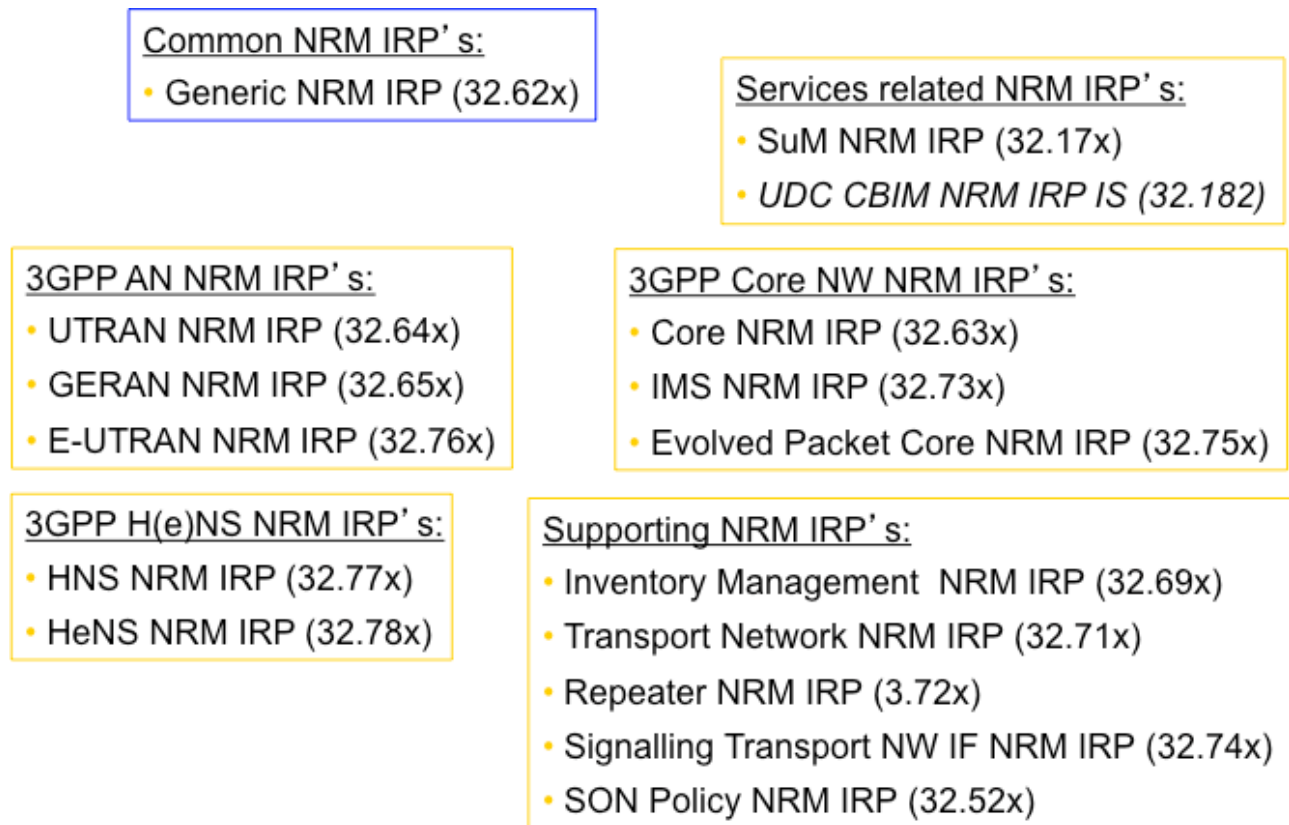 Common NRM IRP’s:
• Generic NRM IRP (32.62x)
Services related NRM IRP’s:
• SuM NRM IRP (32.17x)
• UDC CBIM NRM IRP IS (32.182)
3GPP AN NRM IRP’s:
• UTRAN NRM IRP (32.64x)
• GERAN NRM IRP (32.65x)
• E-UTRAN NRM IRP (32.76x)
3GPP Core NW NRM IRP’s:
• Core NRM IRP (32.63x)
• IMS NRM IRP (32.73x)
• Evolved Packet Core NRM IRP (32.75x)
3GPP H(e)NS NRM IRP’s:
• HNS NRM IRP (32.77x)
• HeNS NRM IRP (32.78x)
Supporting NRM IRP’s:
• Inventory Management NRM IRP (32.69x)
• Transport Network NRM IRP (32.71x)
• Repeater NRM IRP (3.72x)
• Signalling Transport NW IF NRM IRP (32.74x)
• SON Policy NRM IRP (32.52x)